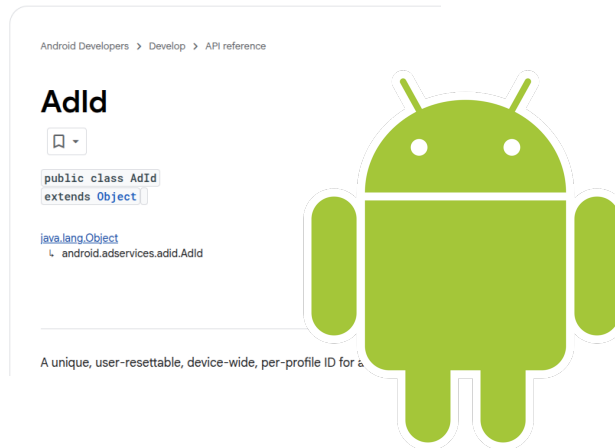 Android Developers > Develop > API reference
AdId
public class AdId
extends Object
java.lang.Object
↳ android.adservices.adid.AdId
A unique, user-resettable, device-wide, per-profile ID for